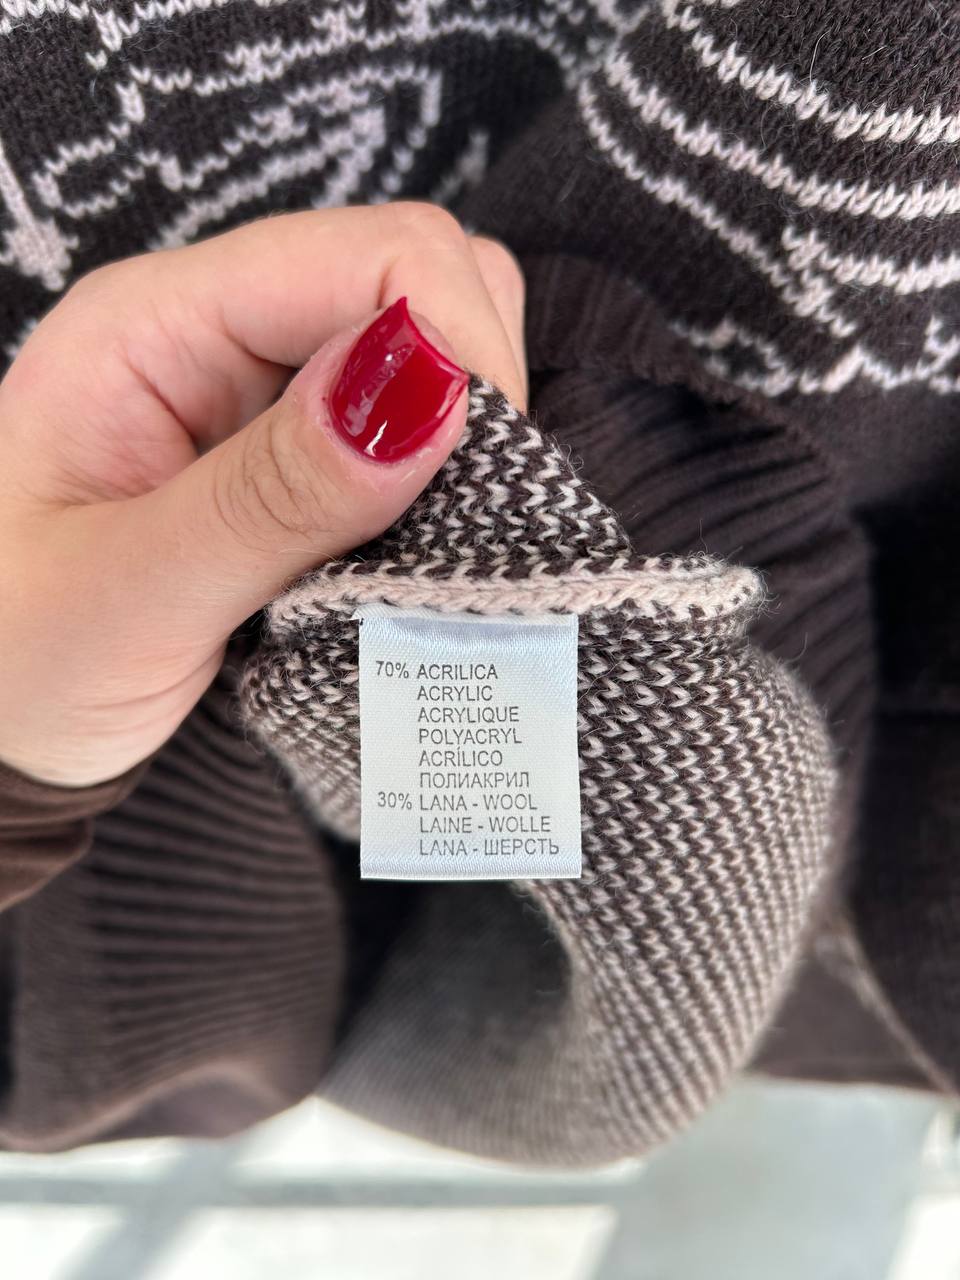 70% ACRILICA
ACRYLIC
ACRYLIQUE
POLYACRYL
ACRÍLICO
ПОЛИАКРИЛ
30% LANA - WOOL
LAINE - WOLLE
LANA - ШЕРСТЬ